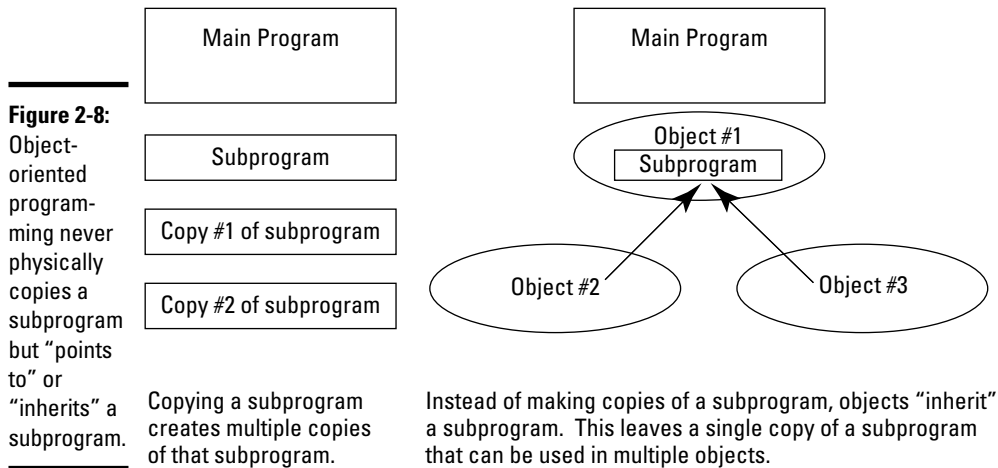 Figure 2-8:
Object-
oriented
program-
ming never
physically
copies a
subprogram
but “points
to” or
“inherits” a
subprogram.
Main Program
Subprogram
Copy #1 of subprogram
Copy #2 of subprogram
Copying a subprogram
creates multiple copies
of that subprogram.
Main Program
Object #1
Subprogram
Object #2
Object #3
Instead of making copies of a subprogram, objects “inherit”
a subprogram.  This leaves a single copy of a subprogram
that can be used in multiple objects.